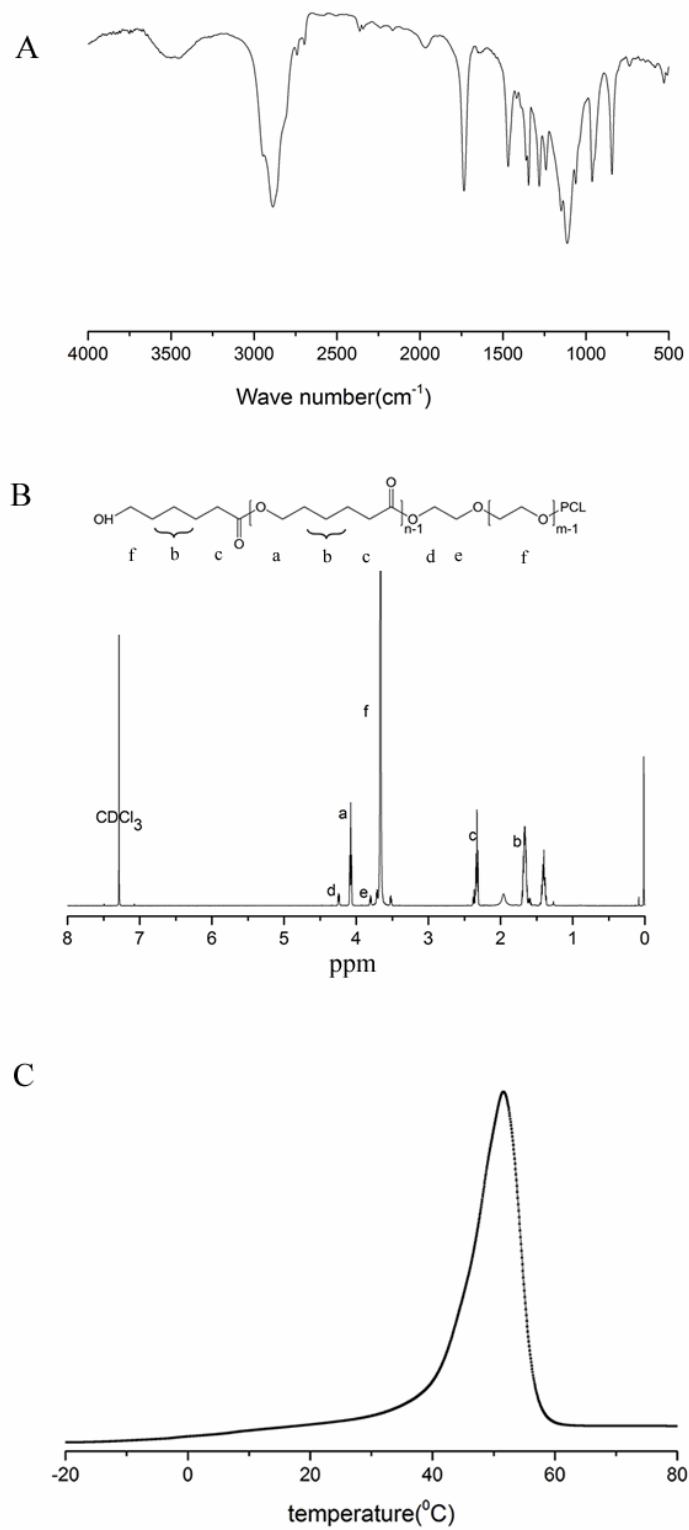 A
4000 3500 3000 2500 2000 1500 1000 500
Wave number(cm-1)
B
O
OH O O O O PCL
O n-1 m-1
f b c a b c d e f
f
CDCl3
a
c
b
d
e
8 7 6 5 4 3 2 1 0
ppm
C
-20 0 20 40 60 80
temperature(0C)